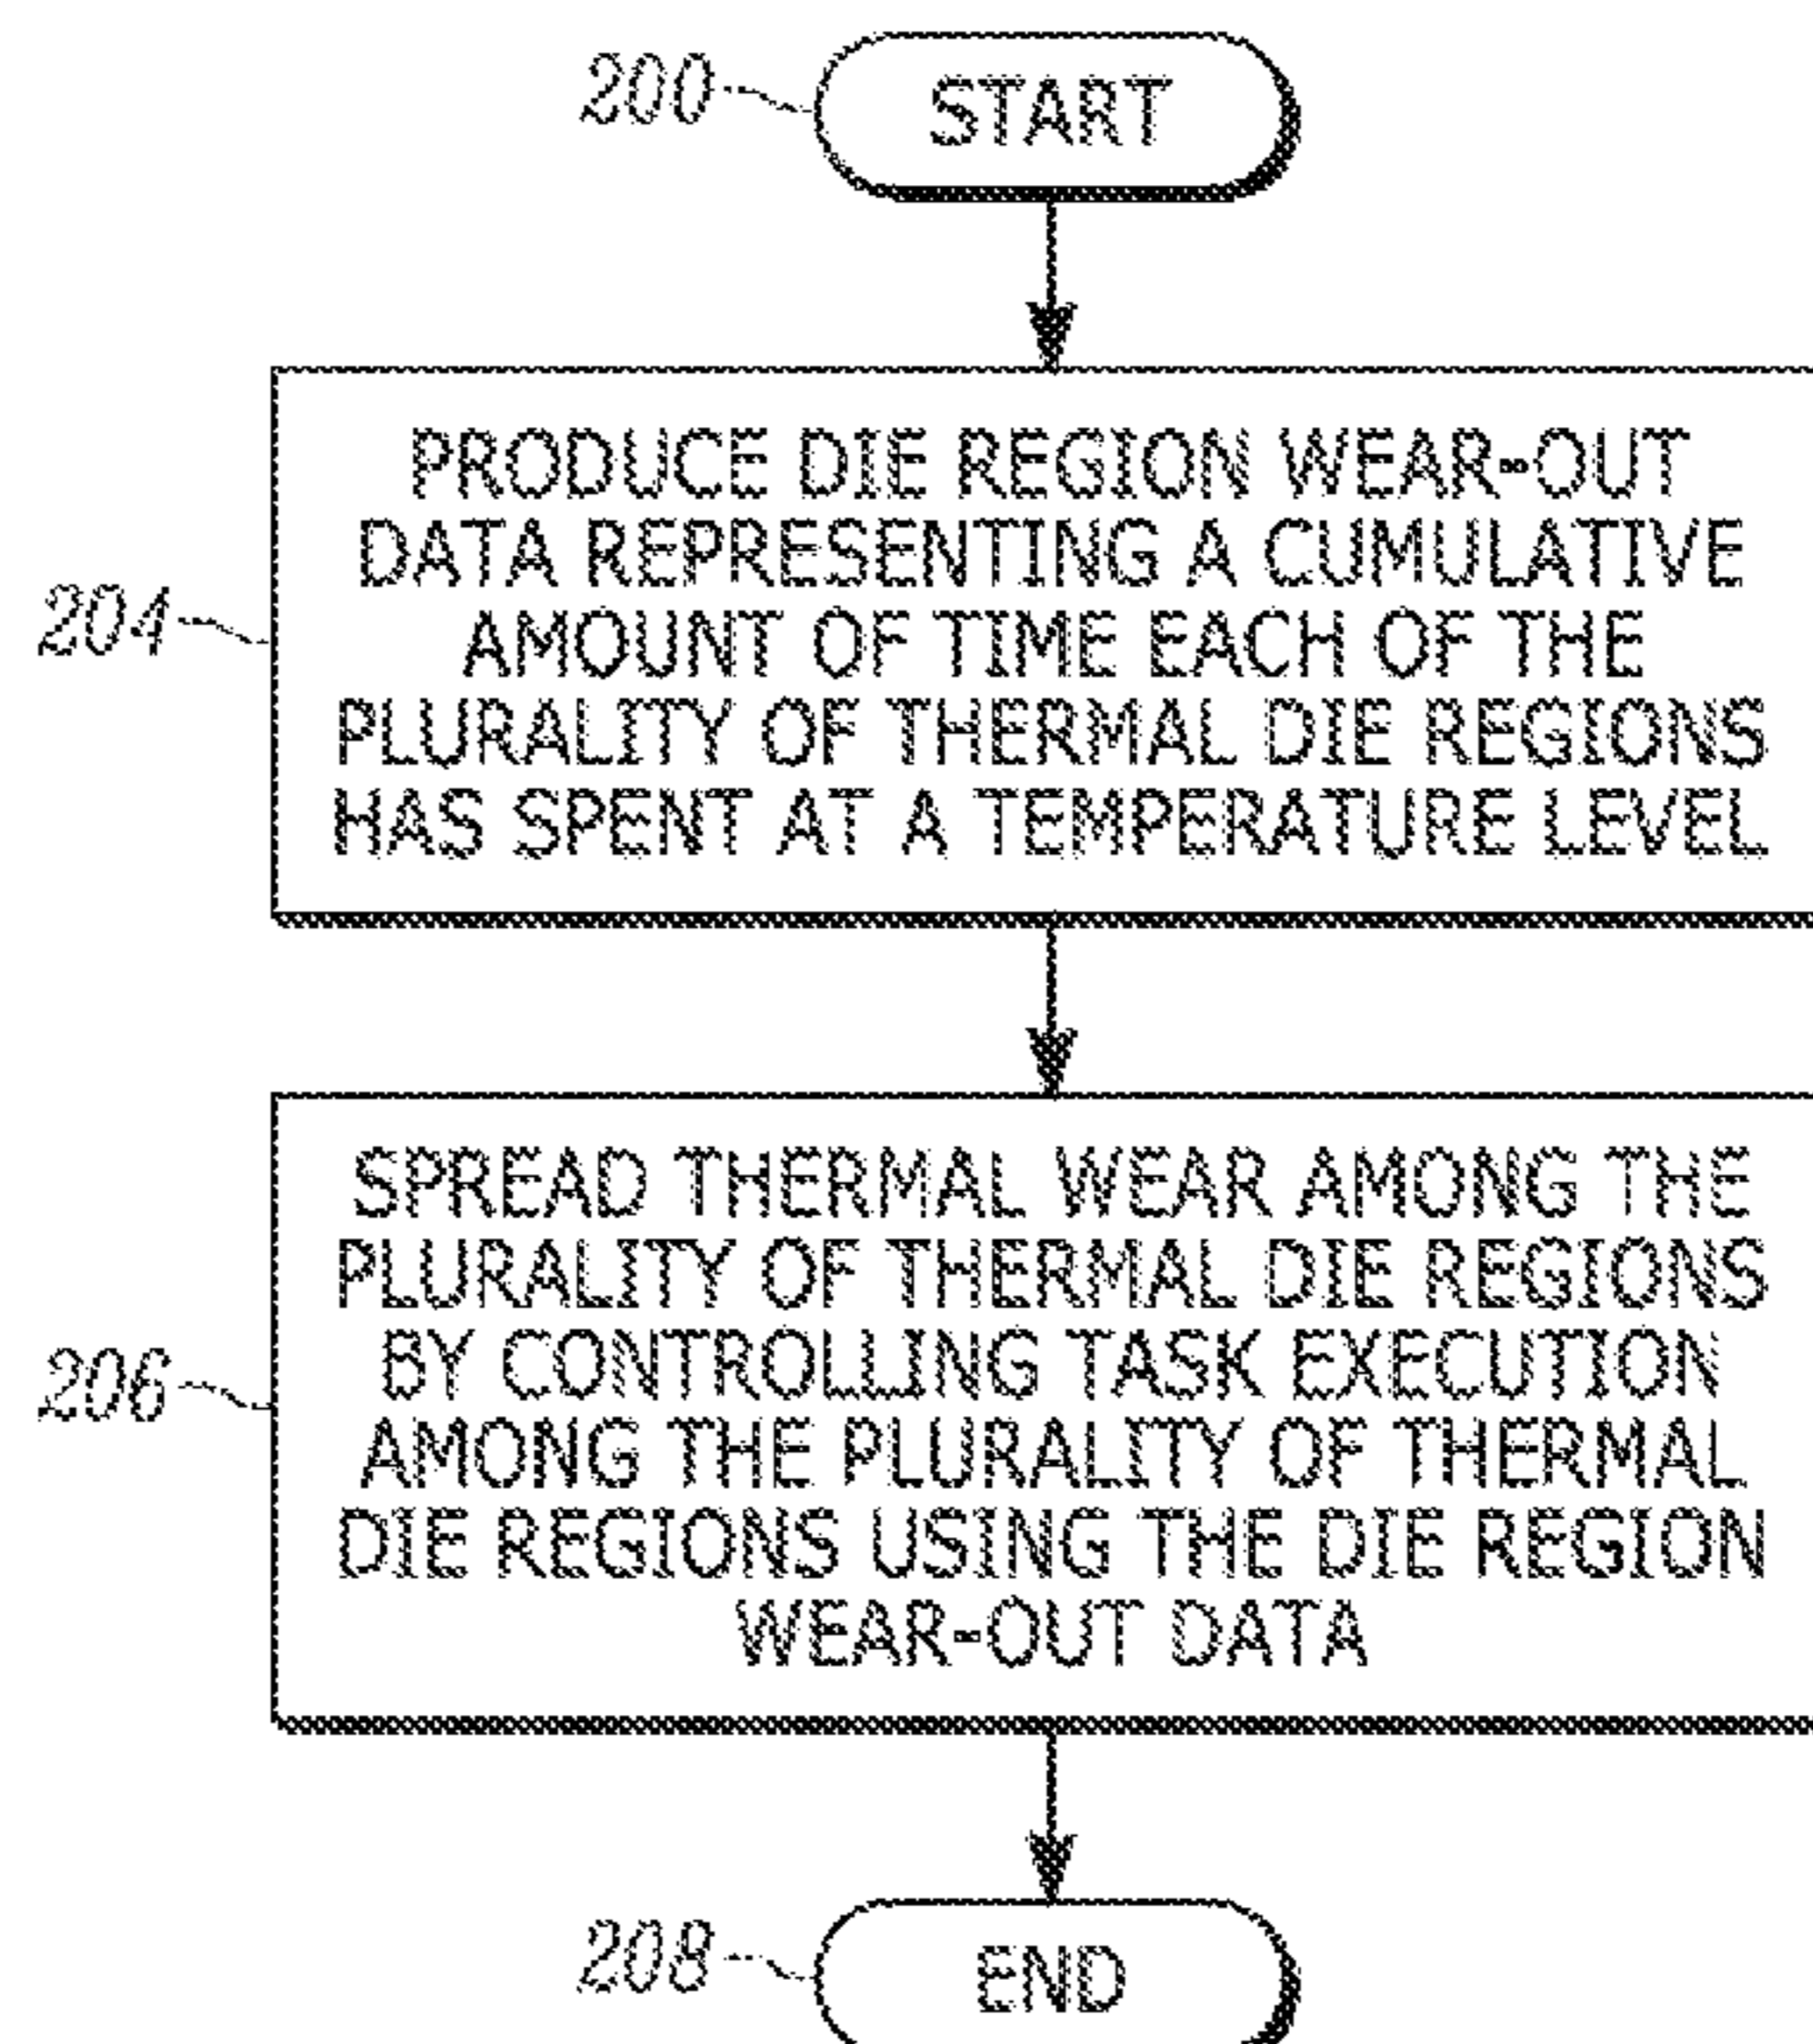 200
START
204
PRODUCE DIE REGION WEAR-OUT
DATA REPRESENTING A CUMULATIVE
AMOUNT OF TIME EACH OF THE
PLURALITY OF THERMAL DIE REGIONS
HAS SPENT AT A TEMPERATURE LEVEL
206
SPREAD THERMAL WEAR AMONG THE
PLURALITY OF THERMAL DIE REGIONS
BY CONTROLLING TASK EXECUTION
AMONG THE PLURALITY OF THERMAL
DIE REGIONS USING THE DIE REGION
WEAR-OUT DATA
208
END